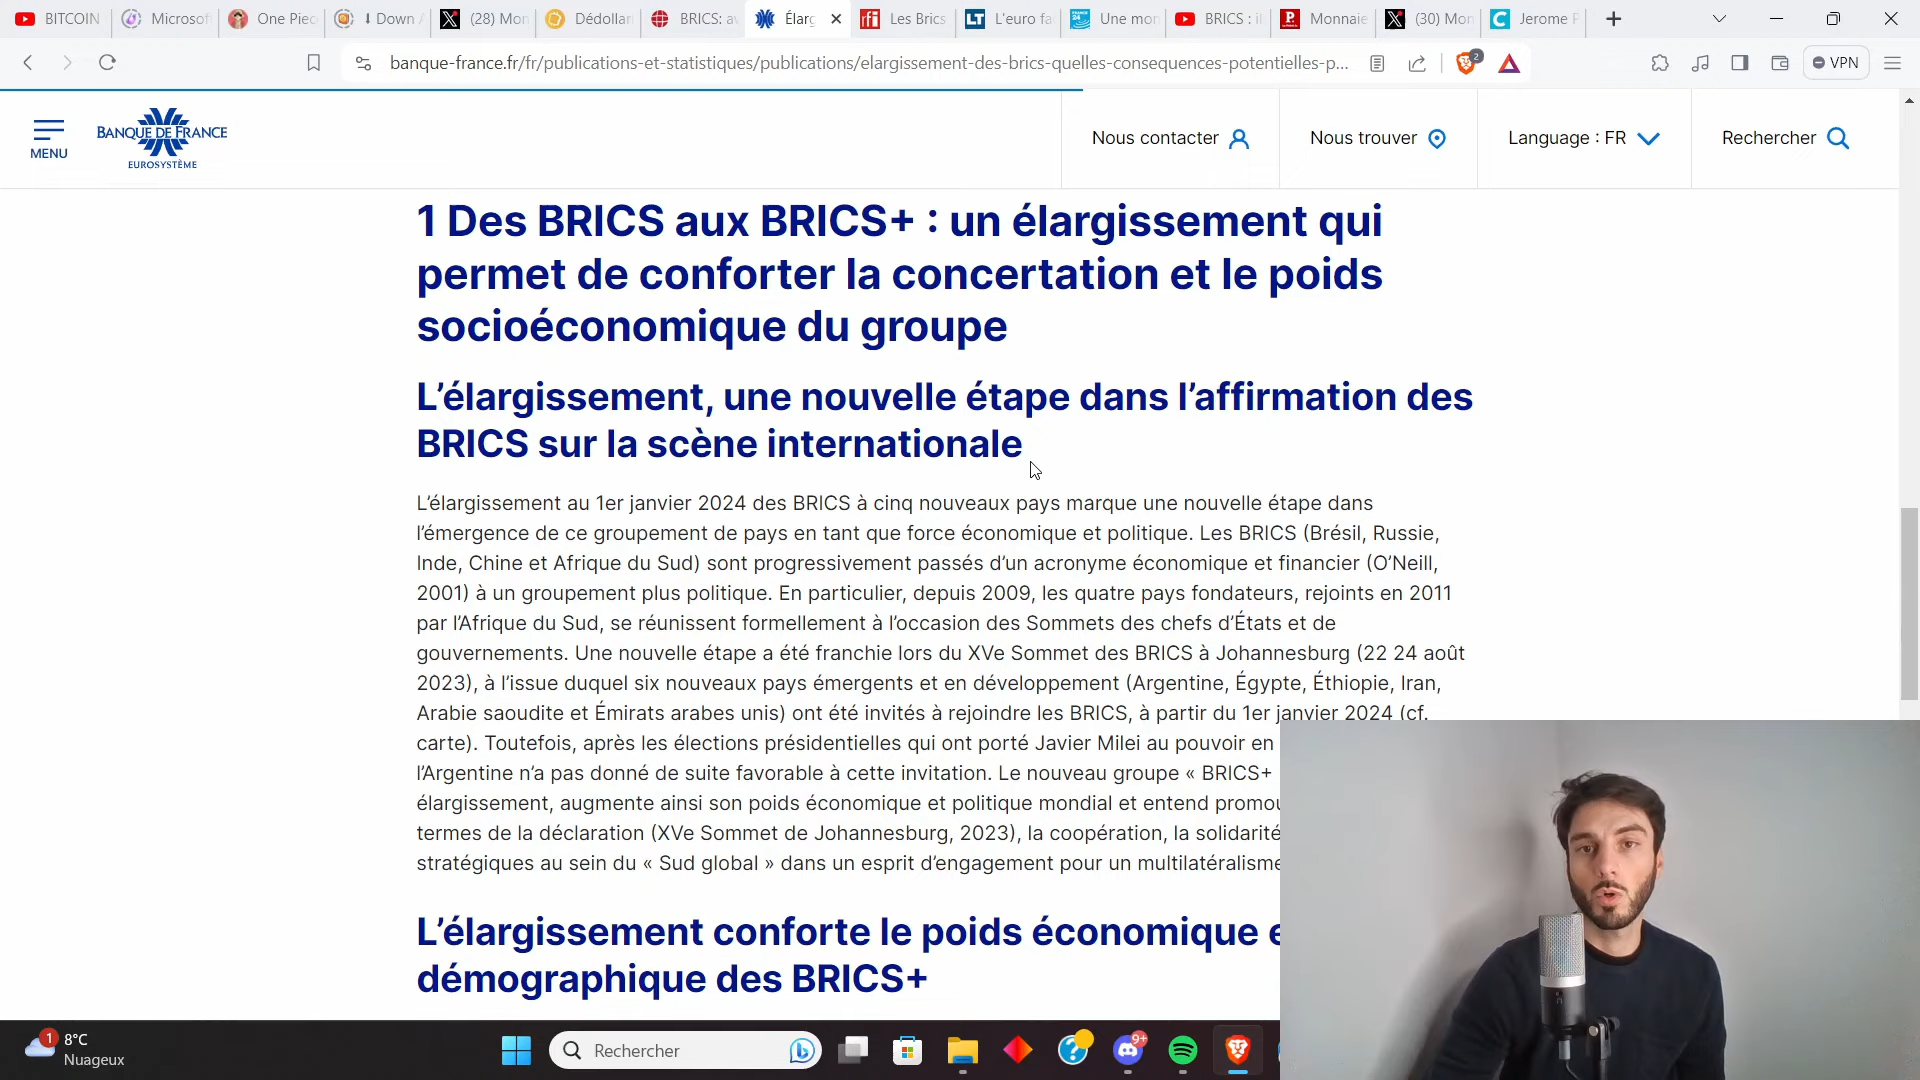 BITCOIN
Microsof
One Piec
Down
(28) Mon
Dédollar
BRICS: av
Élarg
Les Brics
L'euro fa
Une mon
BRICS : il
Monnaie
(30) Mon
Jerome P
banque-france.fr/fr/publications-et-statistiques/publications/elargissement-des-brics-quelles-consequences-potentielles-p...
2
VPN
MENU
BANQUE DE FRANCE
EUROSYSTÈME
Nous contacter
Nous trouver
Language : FR
Rechercher
1 Des BRICS aux BRICS+ : un élargissement qui
permet de conforter la concertation et le poids
socioéconomique du groupe
L’élargissement, une nouvelle étape dans l’affirmation des
BRICS sur la scène internationale
L’élargissement au 1er janvier 2024 des BRICS à cinq nouveaux pays marque une nouvelle étape dans
l’émergence de ce groupement de pays en tant que force économique et politique. Les BRICS (Brésil, Russie,
Inde, Chine et Afrique du Sud) sont progressivement passés d’un acronyme économique et financier (O’Neill,
2001) à un groupement plus politique. En particulier, depuis 2009, les quatre pays fondateurs, rejoints en 2011
par l’Afrique du Sud, se réunissent formellement à l’occasion des Sommets des chefs d’États et de
gouvernements. Une nouvelle étape a été franchie lors du XVe Sommet des BRICS à Johannesburg (22 24 août
2023), à l’issue duquel six nouveaux pays émergents et en développement (Argentine, Égypte, Éthiopie, Iran,
Arabie saoudite et Émirats arabes unis) ont été invités à rejoindre les BRICS, à partir du 1er janvier 2024 (cf.
carte). Toutefois, après les élections présidentielles qui ont porté Javier Milei au pouvoir en
l’Argentine n’a pas donné de suite favorable à cette invitation. Le nouveau groupe « BRICS+
élargissement, augmente ainsi son poids économique et politique mondial et entend promou
termes de la déclaration (XVe Sommet de Johannesburg, 2023), la coopération, la solidarité
stratégiques au sein du « Sud global » dans un esprit d’engagement pour un multilatéralisme
L’élargissement conforte le poids économique e
démographique des BRICS+
1
8°C
Nuageux
Rechercher
9+